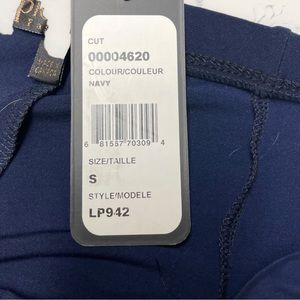 CUT
00004620
COLOUR/COULEUR
NAVY
6 81557 70309 4
SIZE/TAILLE
S
STYLE/MODELE
LP942